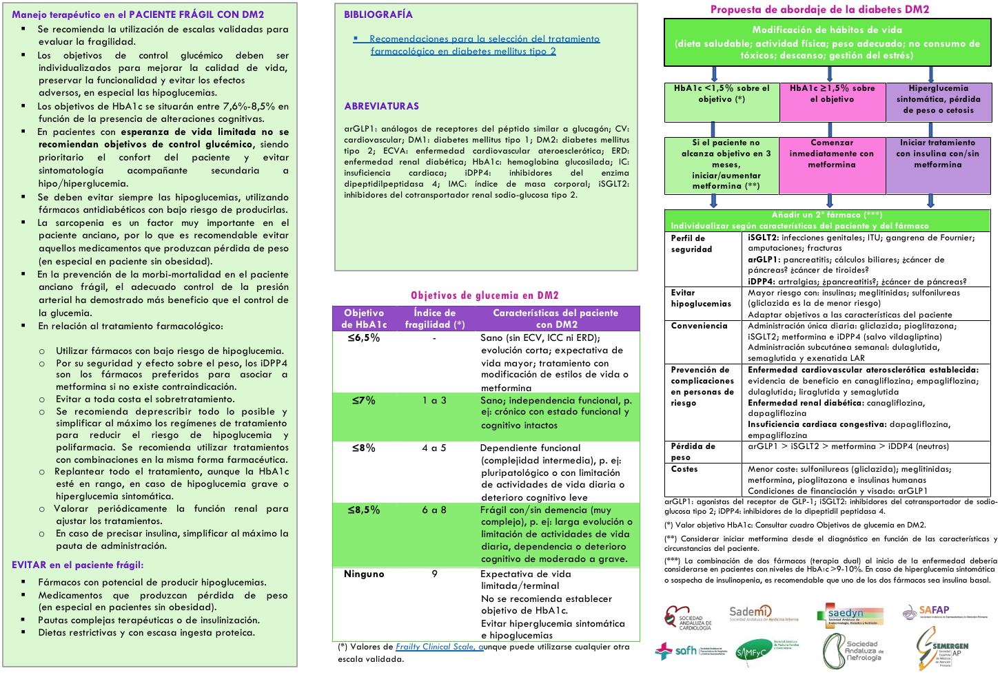 Manejo terapéutico en el PACIENTE FRÁGIL CON DM2
▪ Se recomienda la utilización de escalas validadas para
evaluar la fragilidad.
▪ Los objetivos de control glucémico deben ser
individualizados para mejorar la calidad de vida,
preservar la funcionalidad y evitar los efectos
adversos, en especial las hipoglucemias.
▪ Los objetivos de HbA1c se situarán entre 7,6%-8,5% en
función de la presencia de alteraciones cognitivas.
▪ En pacientes con esperanza de vida limitada no se
recomiendan objetivos de control glucémico, siendo
prioritario el confort del paciente y evitar
sintomatología acompañante secundaria a
hipo/hiperglucemia.
▪ Se deben evitar siempre las hipoglucemias, utilizando
fármacos antidiabéticos con bajo riesgo de producirlas.
▪ La sarcopenia es un factor muy importante en el
paciente anciano, por lo que es recomendable evitar
aquellos medicamentos que produzcan pérdida de peso
(en especial en paciente sin obesidad).
▪ En la prevención de la morbi-mortalidad en el paciente
anciano frágil, el adecuado control de la presión
arterial ha demostrado más beneficio que el control de
la glucemia.
▪ En relación al tratamiento farmacológico:
o Utilizar fármacos con bajo riesgo de hipoglucemia.
o Por su seguridad y efecto sobre el peso, los iDPP4
son los fármacos preferidos para asociar a
metformina si no existe contraindicación.
o Evitar a toda costa el sobretratamiento.
o Se recomienda deprescribir todo lo posible y
simplificar al máximo los regímenes de tratamiento
para reducir el riesgo de hipoglucemia y
polifarmacia. Se recomienda utilizar tratamientos
con combinaciones en la misma forma farmacéutica.
o Replantear todo el tratamiento, aunque la HbA1c
esté en rango, en caso de hipoglucemia grave o
hiperglucemia sintomática.
o Valorar periódicamente la función renal para
ajustar los tratamientos.
o En caso de precisar insulina, simplificar al máximo la
pauta de administración.
EVITAR en el paciente frágil:
▪ Fármacos con potencial de producir hipoglucemias.
▪ Medicamentos que produzcan pérdida de peso
(en especial en pacientes sin obesidad).
▪ Pautas complejas terapéuticas o de insulinización.
▪ Dietas restrictivas y con escasa ingesta proteica.
BIBLIOGRAFÍA
▪ Recomendaciones para la selección del tratamiento
farmacológico en diabetes mellitus tipo 2
ABREVIATURAS
arGLP1: análogos de receptores del péptido similar a glucagón; CV:
cardiovascular; DM1: diabetes mellitus tipo 1; DM2: diabetes mellitus
tipo 2; ECVA: enfermedad cardiovascular ateroesclerótica; ERD:
enfermedad renal diabética; HbA1c: hemoglobina glucosilada; IC:
insuficiencia cardiaca; iDPP4: inhibidores del enzima
dipeptidilpeptidasa 4; IMC: índice de masa corporal; iSGLT2:
inhibidores del cotransportador renal sodio-glucosa tipo 2.
Objetivos de glucemia en DM2
Objetivo de HbA1c Índice de fragilidad (*) Características del paciente con DM2
≤6,5% - Sano (sin ECV, ICC ni ERD);
evolución corta; expectativa de
vida mayor; tratamiento con
modificación de estilos de vida o
metformina
≤7% 1 a 3 Sano; independencia funcional, p.
ej: crónico con estado funcional y
cognitivo intactos
≤8% 4 a 5 Dependiente funcional
(complejidad intermedia), p. ej:
pluripatológico o con limitación
de actividades de vida diaria o
deterioro cognitivo leve
≤8,5% 6 a 8 Frágil con/sin demencia (muy
complejo), p. ej: larga evolución o
limitación de actividades de vida
diaria, dependencia o deterioro
cognitivo de moderado a grave.
Ninguno 9 Expectativa de vida
limitada/terminal
No se recomienda establecer
objetivo de HbA1c.
Evitar hiperglucemia sintomática
e hipoglucemias
(*) Valores de Frailty Clinical Scale, aunque puede utilizarse cualquier otra
escala validada.
Propuesta de abordaje de la diabetes DM2
Modificación de hábitos de vida
(dieta saludable; actividad física; peso adecuado; no consumo de
tóxicos; descanso; gestión del estrés)
HbA1c <1,5% sobre el
objetivo (*)
HbA1c ≥1,5% sobre
el objetivo
Hiperglucemia
sintomática, pérdida
de peso o cetosis
Si el paciente no
alcanza objetivo en 3
meses,
iniciar/aumentar
metformina (**)
Comenzar
inmediatamente con
metformina
Iniciar tratamiento
con insulina con/sin
metformina
Añadir un 2º fármaco (***)
Individualizar según características del paciente y del fármaco
Perfil de
seguridad
iSGLT2: infecciones genitales; ITU; gangrena de Fournier;
amputaciones; fracturas
arGLP1: pancreatitis; cálculos biliares; ¿cáncer de
páncreas? ¿cáncer de tiroides?
iDPP4: artralgias; ¿pancreatitis?; ¿cáncer de páncreas?
Evitar
hipoglucemias
Mayor riesgo con: insulinas; meglitinidas; sulfonilureas
(gliclazida es la de menor riesgo)
Adaptar objetivos a las características del paciente
Conveniencia
Administración única diaria: gliclazida; pioglitazona;
iSGLT2; metformina e iDPP4 (salvo vildagliptina)
Administración subcutánea semanal: dulaglutida,
semaglutida y exenatida LAR
Prevención de
complicaciones
en personas de
riesgo
Enfermedad cardiovascular aterosclerótica establecida:
evidencia de beneficio en canagliflozina; empagliflozina;
dulaglutida; liraglutida y semaglutida
Enfermedad renal diabética: canagliflozina,
dapagliflozina
Insuficiencia cardiaca congestiva: dapagliflozina,
empagliflozina
Pérdida de
peso
arGLP1 > iSGLT2 > metformina > iDDP4 (neutros)
Costes
Menor coste: sulfonilureas (gliclazida); meglitinidas;
metformina, pioglitazona e insulinas humanas
Condiciones de financiación y visado: arGLP1
arGLP1: agonistas del receptor de GLP-1; iSGLT2: inhibidores del cotransportador de sodio-
glucosa tipo 2; iDPP4: inhibidores de la dipeptidil peptidasa 4.
(*) Valor objetivo HbA1c: Consultar cuadro Objetivos de glucemia en DM2.
(**) Considerar iniciar metformina desde el diagnóstico en función de las características y
circunstancias del paciente.
(***) La combinación de dos fármacos (terapia dual) al inicio de la enfermedad debería
considerarse en pacientes con niveles de HbA1c >9-10%. En caso de hiperglucemia sintomática
o sospecha de insulinopenia, es recomendable que uno de los dos fármacos sea insulina basal.
SOCIEDAD
ANDALUZA DE
CARDIOLOGÍA
Sademi
Sociedad Andaluza de Medicina Interna
saedyn
Sociedad Andaluza de
Endocrinología, Diabetes y Nutrición
SAFAP
Sociedad Andaluza de Farmacéuticos de Atención Primaria
safh
SAMFyC
Sociedad Andaluza
de Medicina Familiar
y Comunitaria
Sociedad
Andaluza de
Nefrología
SEMERGEN
AP
Sociedad
Española
de Médicos
de Atención
Primaria